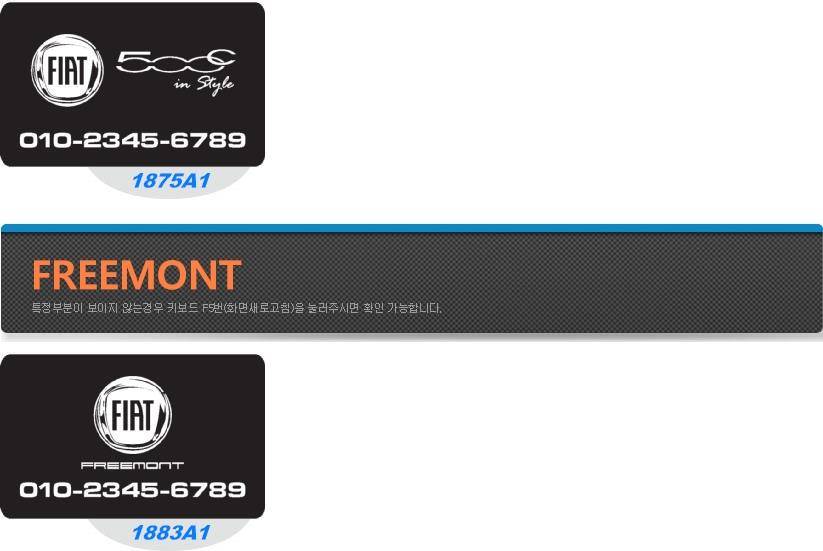 FIAT 500C
in Style
010-2345-6789
1875A1
FREEMONT
특정부분이 보이지 않는경우 키보드 F5번(화면새로고침)을 눌러주시면 확인 가능합니다.
FIAT
FREEMONT
010-2345-6789
1883A1